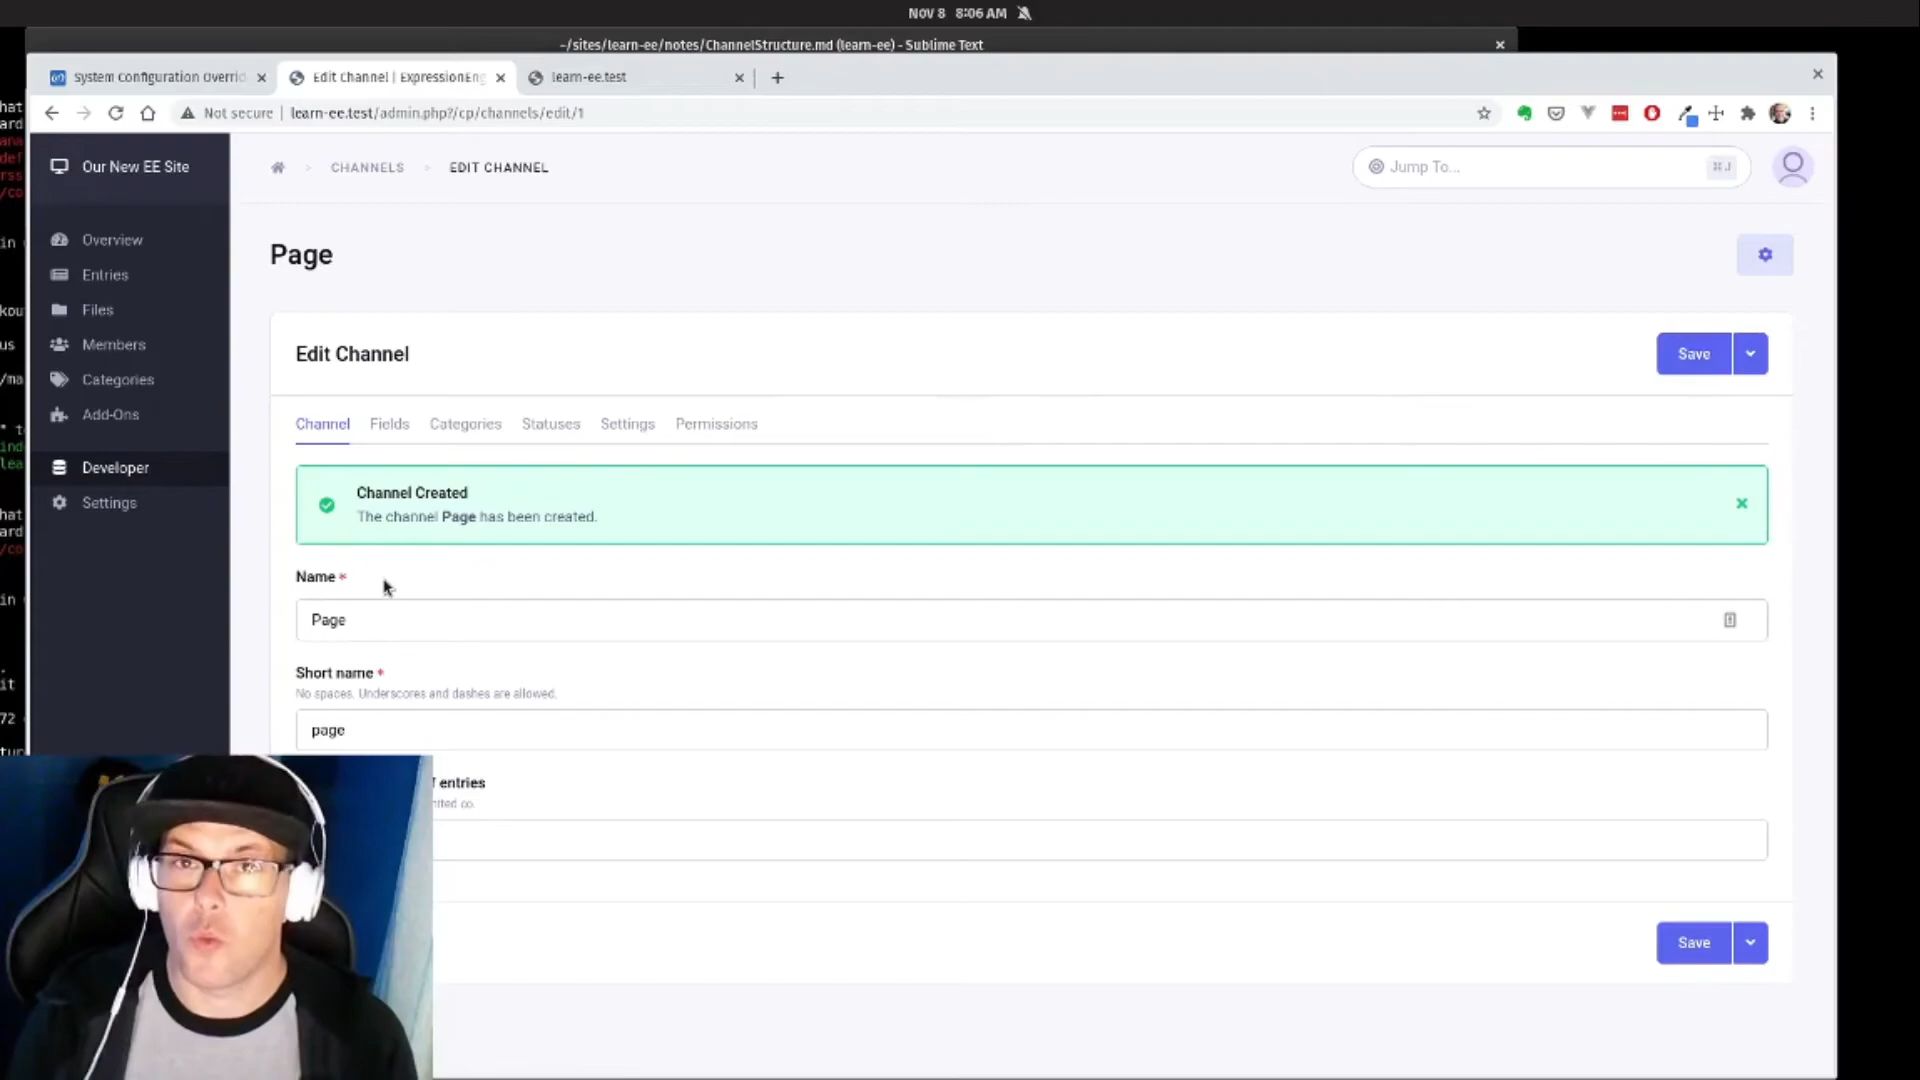 NOV 8 8:06 AM
~/sites/learn-ee/notes/ChannelStructure.md (learn-ee) - Sublime Text
System Configuration Overri
Edit Channel | ExpressionEng
learn-ee.test
Not secure | learn-ee.test/admin.php?/cp/channels/edit/1
Our New EE Site
CHANNELS
EDIT CHANNEL
Jump To...
⌘J
Overview
Entries
Files
Members
Categories
Add-Ons
Developer
Settings
Page
Edit Channel
Save
Channel
Fields
Categories
Statuses
Settings
Permissions
Channel Created
The channel Page has been created.
Name *
Page
Short name *
No spaces. Underscores and dashes are allowed.
page
entries
Save